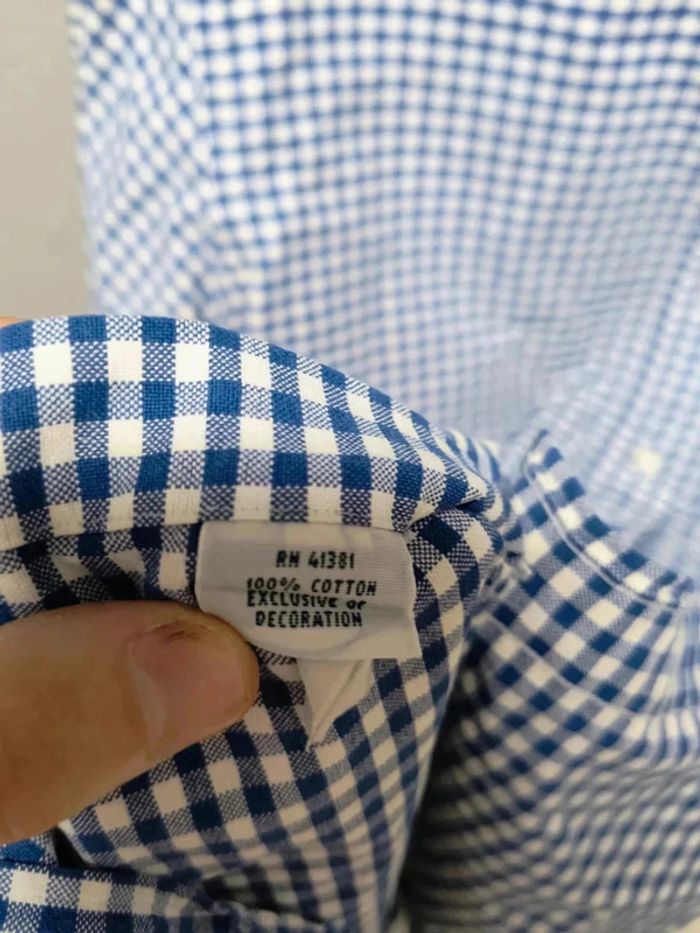 RN 41381
100% COTTON
EXCLUSIVE OF
DECORATION